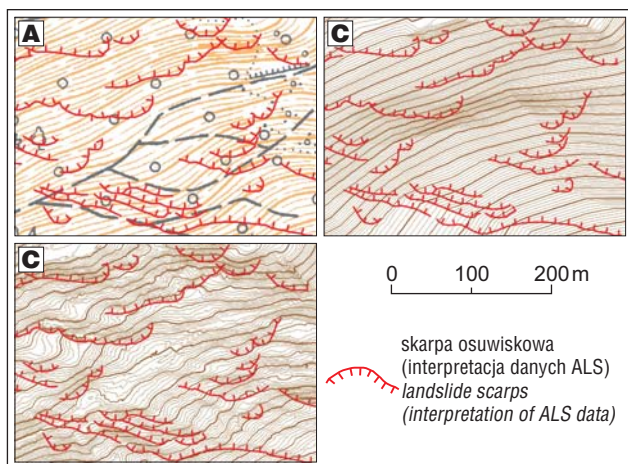 A
C
C
0 100 200 m
skarpa osuwiskowa
(interpretacja danych ALS)
landslide scarps
(interpretation of ALS data)